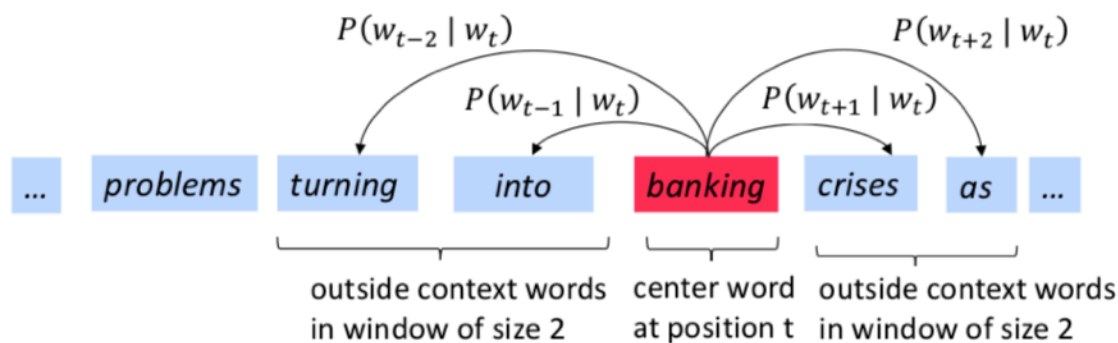 P(w_{t−2} | w_t) P(w_{t+2} | w_t)
P(w_{t−1} | w_t) P(w_{t+1} | w_t)
... problems turning into banking crises as ...
outside context words center word outside context words
in window of size 2 at position t in window of size 2